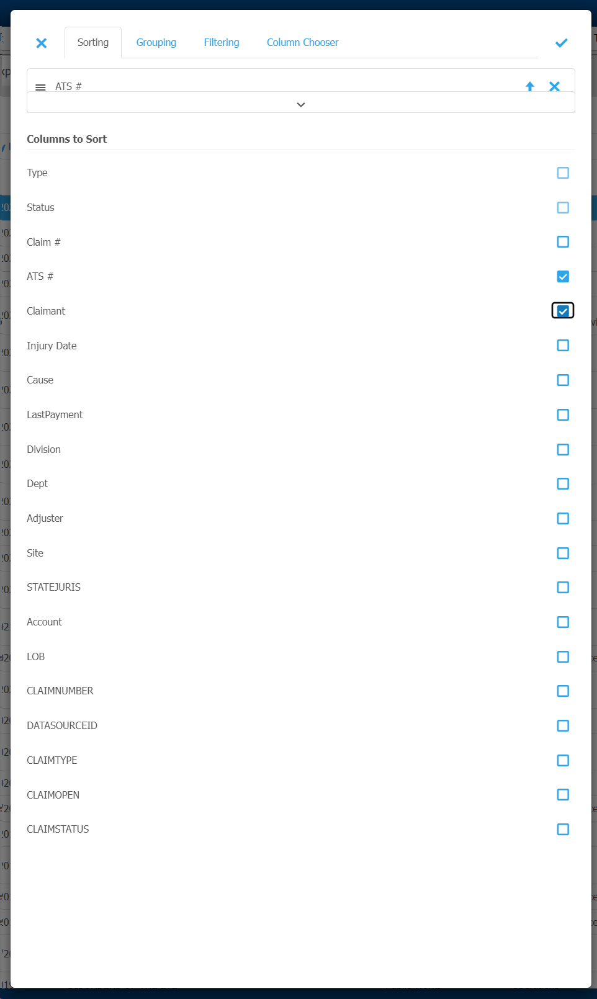 Sorting
Grouping
Filtering
Column Chooser
ATS #
Columns to Sort
Type
Status
Claim #
ATS #
Claimant
Injury Date
Cause
LastPayment
Division
Dept
Adjuster
Site
STATEJURIS
Account
LOB
CLAIMNUMBER
DATASOURCEID
CLAIMTYPE
CLAIMOPEN
CLAIMSTATUS